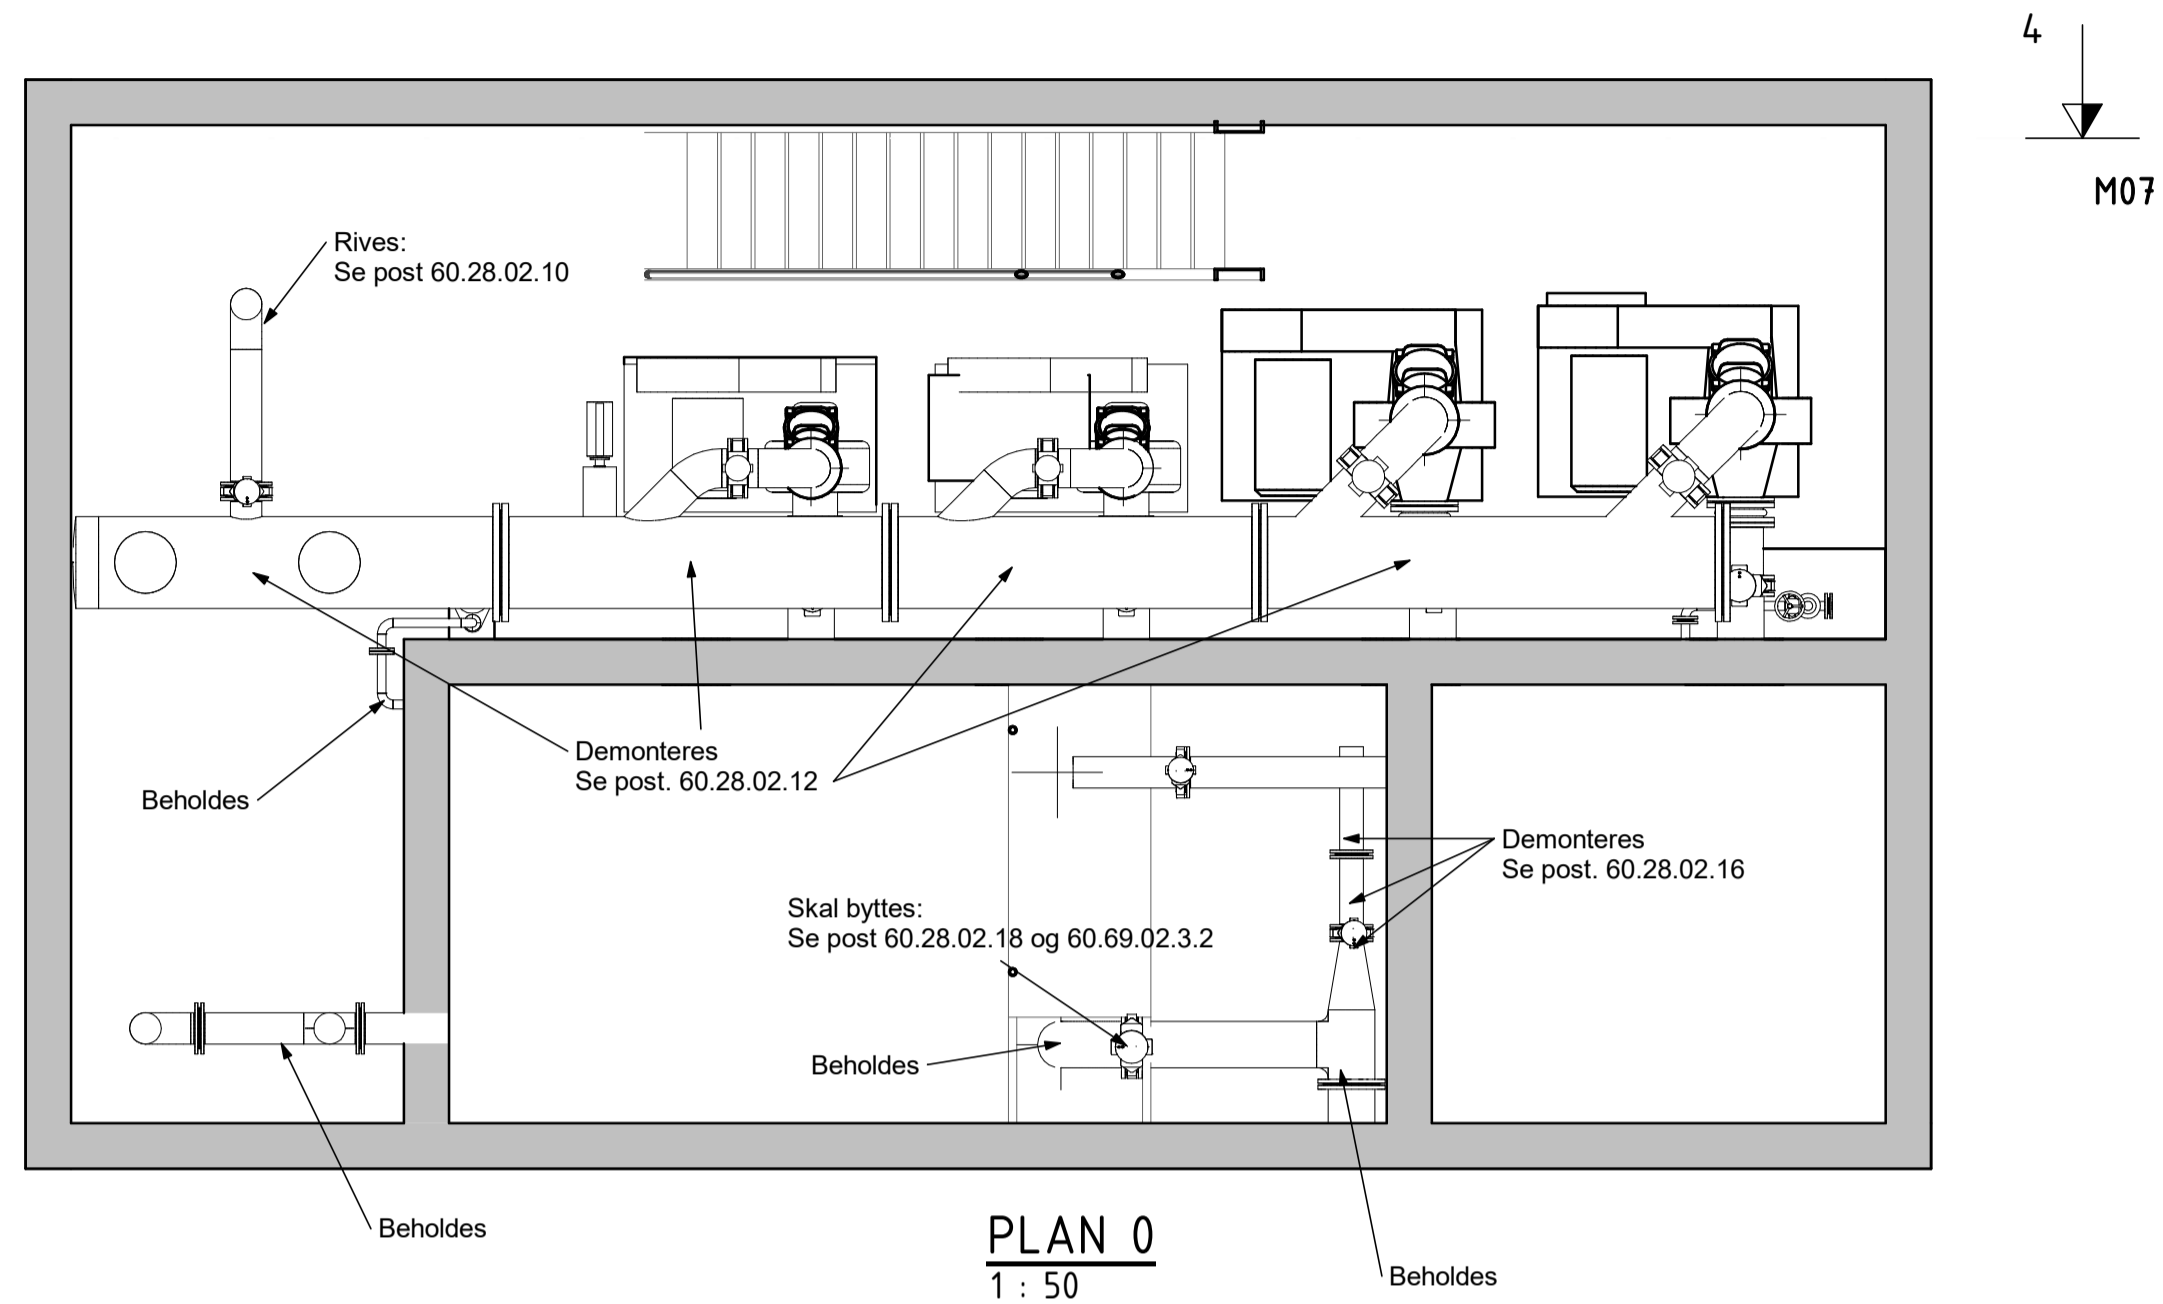 4
M07
Rives:
Se post 60.28.02.10
Demonteres
Se post. 60.28.02.12
Beholdes
Demonteres
Se post. 60.28.02.16
Skal byttes:
Se post 60.28.02.18 og 60.69.02.3.2
Beholdes
Beholdes
Beholdes
PLAN 0
1 : 50